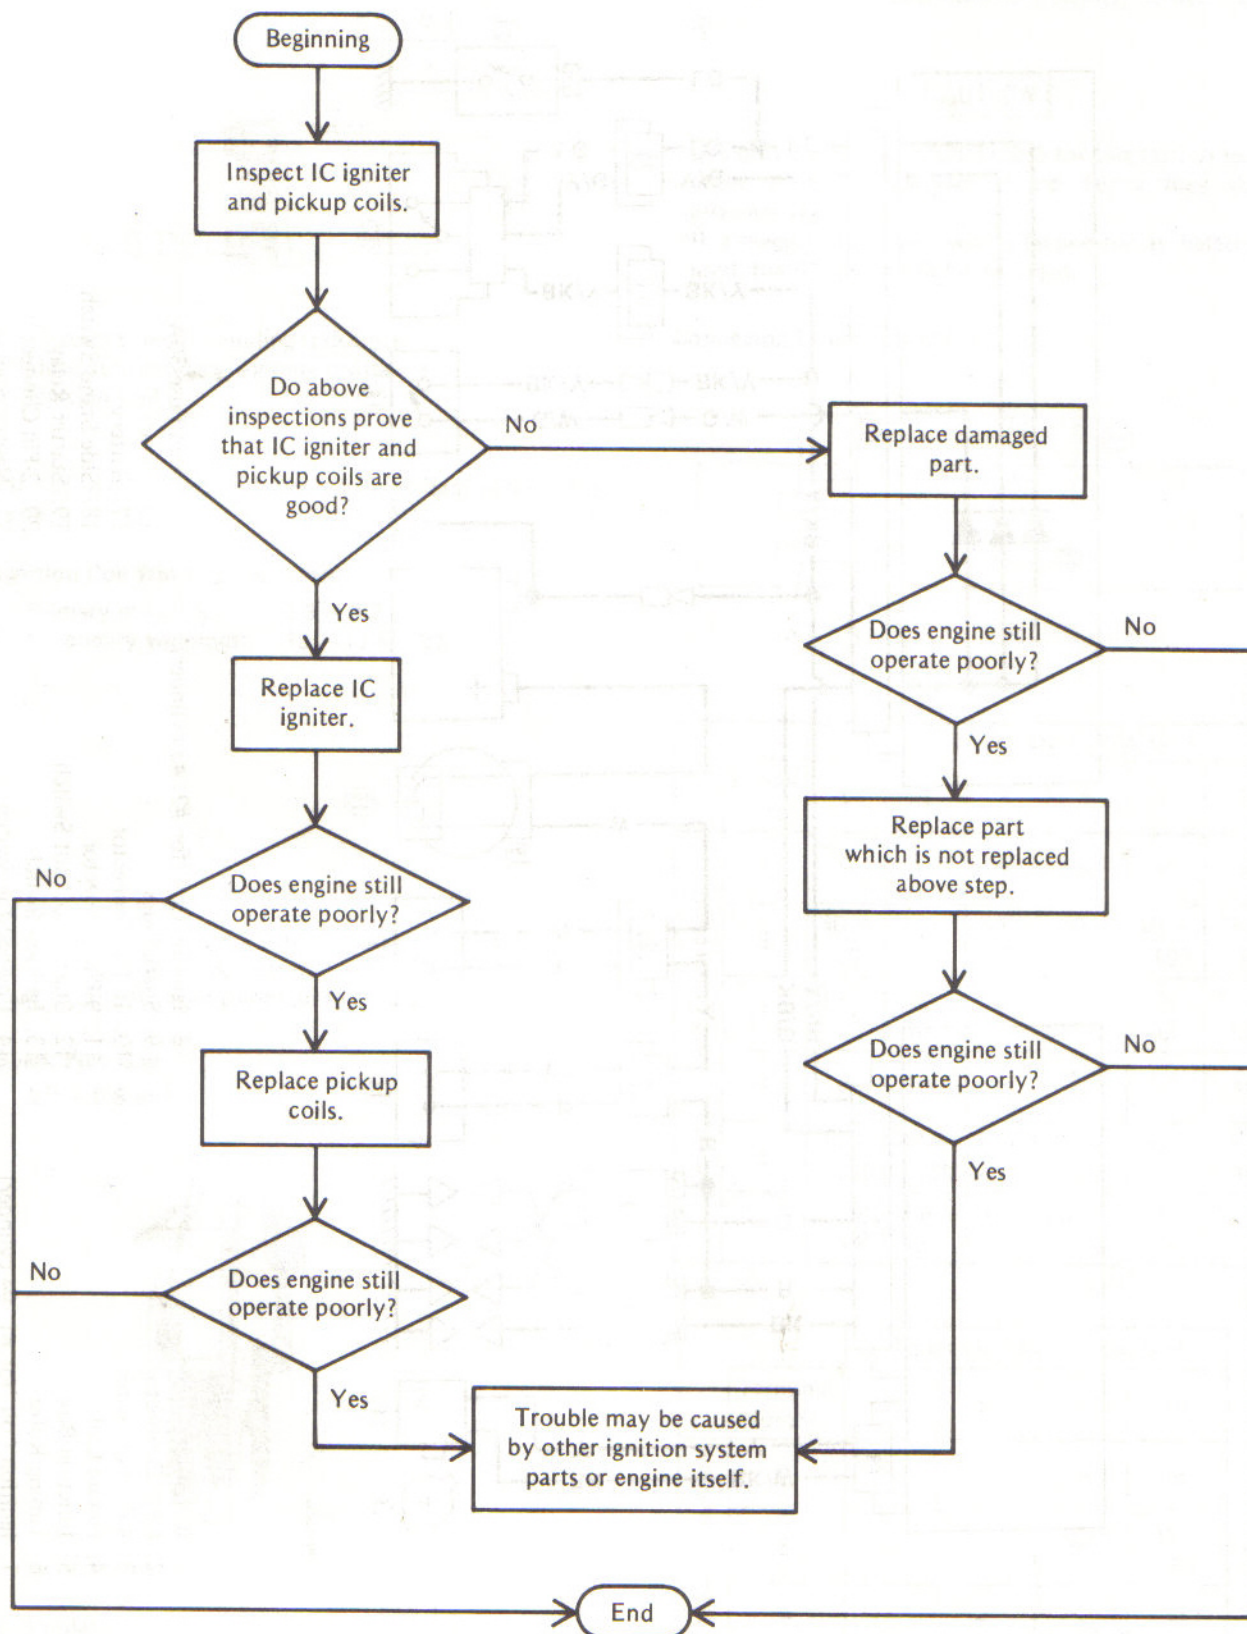 Beginning
Inspect IC igniter
and pickup coils.
Do above
inspections prove
that IC igniter and
pickup coils are
good?
No
Yes
Replace damaged
part.
Does engine still
operate poorly?
No
Yes
Replace IC
igniter.
Replace part
which is not replaced
above step.
Does engine still
operate poorly?
No
Yes
Does engine still
operate poorly?
No
Yes
Replace pickup
coils.
Does engine still
operate poorly?
No
Yes
Trouble may be caused
by other ignition system
parts or engine itself.
End